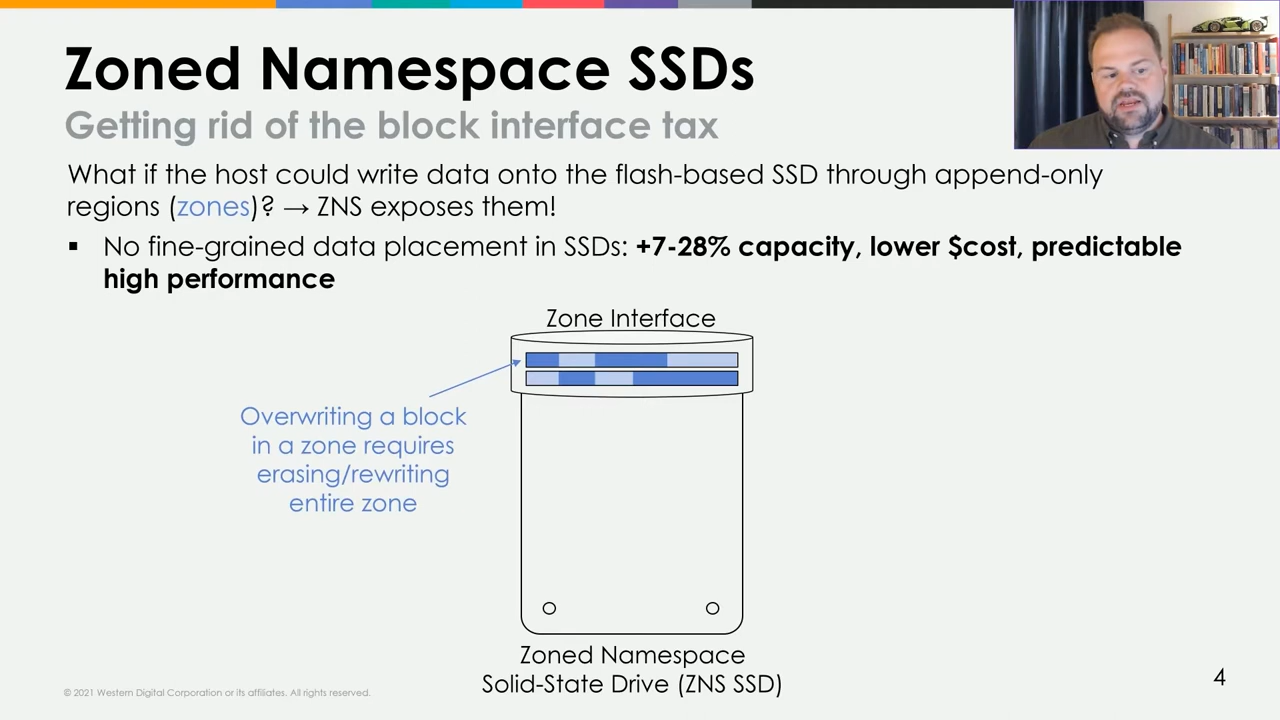 Zoned Namespace SSDs
Getting rid of the block interface tax
What if the host could write data onto the flash-based SSD through append-only
regions (zones)? → ZNS exposes them!
▪ No fine-grained data placement in SSDs: +7-28% capacity, lower $cost, predictable
high performance
Zone Interface
Overwriting a block
in a zone requires
erasing/rewriting
entire zone
Zoned Namespace
Solid-State Drive (ZNS SSD)
© 2021 Western Digital Corporation or its affiliates. All rights reserved.
4